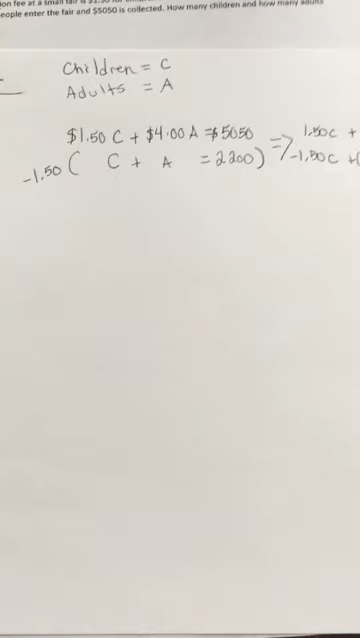 ion fee at a small fair is $1.50 for
eople enter the fair and $5050 is collected. How many children and how many adults
Children = C
Adults = A
$1.50 C + $4.00 A = $5050 => 1.50C +
-1.50 ( C + A = 2200) -1.50C + (